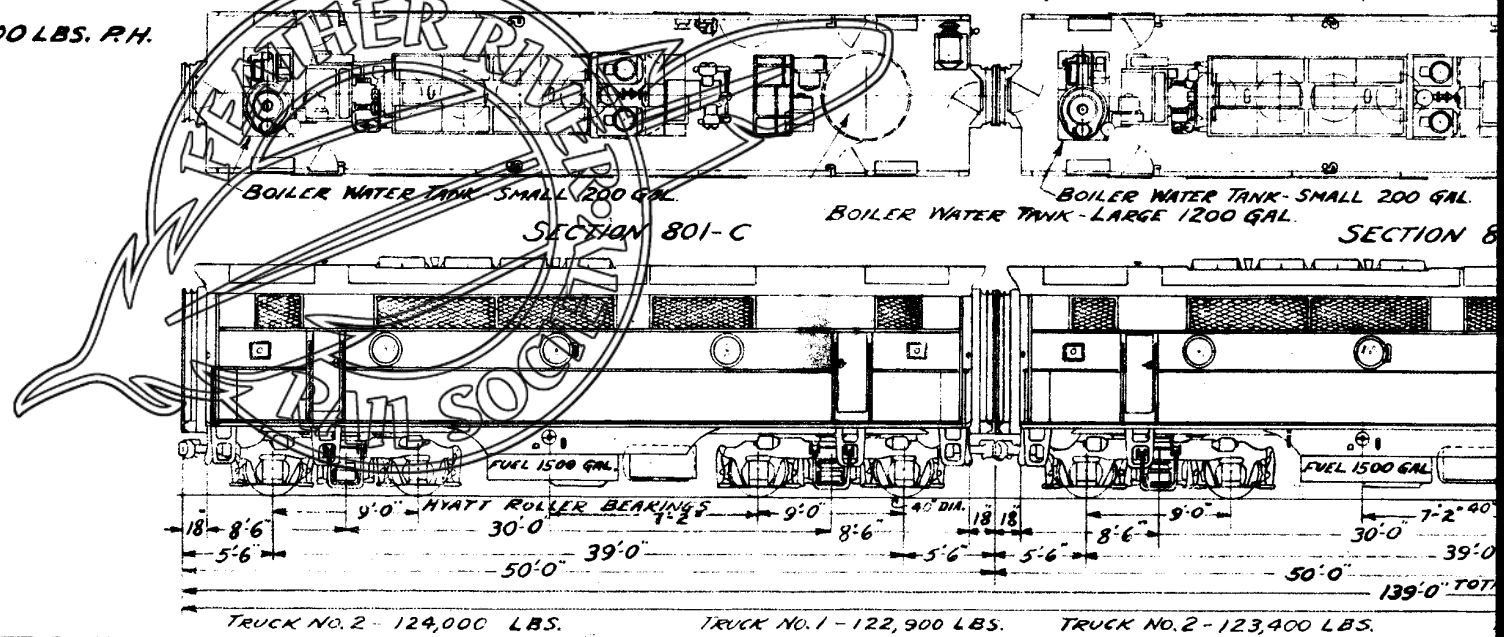 00 LBS. P.H.
FEATHER RIVER RAIL SOCIETY
BOILER WATER TANK - SMALL 200 GAL.
BOILER WATER TANK - LARGE 1200 GAL.
BOILER WATER TANK - SMALL 200 GAL.
SECTION 801-C
SECTION 8
FUEL 1500 GAL.
FUEL 1500 GAL
HYATT ROLLER BEARINGS
9'-0" 7'-2" 9'-0" 40" DIA. 9'-0" 7'-2" 40"
18" 8'-6" 30'-0" 8'-6" 18" 18" 8'-6" 30'-0"
5'-6" 39'-0" 5'-6" 5'-6" 39'-0
50'-0" 50'-0"
139'-0" TOT
TRUCK NO. 2 - 124,000 LBS. TRUCK NO. 1 - 122,900 LBS. TRUCK NO. 2 - 123,400 LBS.